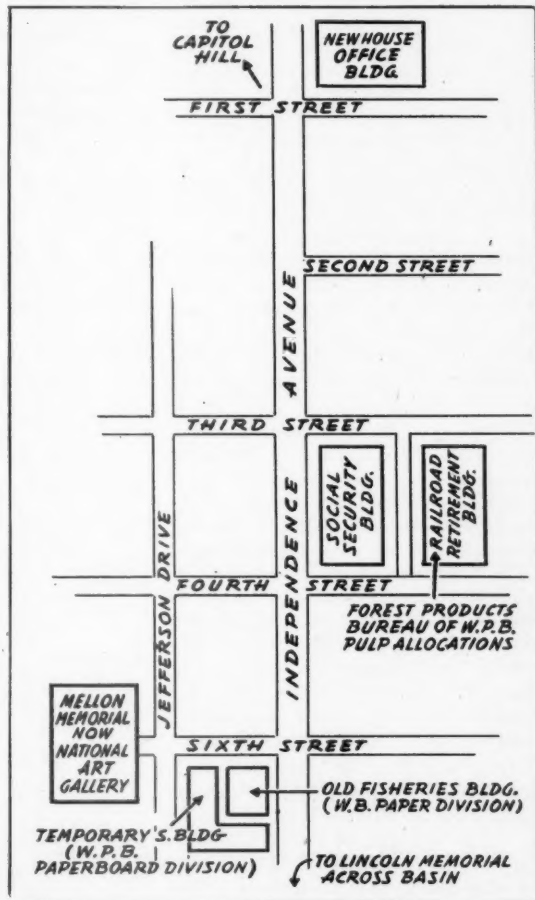 TO
CAPITOL
HILL
NEW HOUSE
OFFICE
BLDG.
FIRST STREET
SECOND STREET
AVENUE
THIRD STREET
SOCIAL
SECURITY
BLDG.
RAILROAD
RETIREMENT
BLDG.
INDEPENDENCE
JEFFERSON DRIVE
FOURTH STREET
FOREST PRODUCTS
BUREAU OF W.P.B.
PULP ALLOCATIONS
MELLON
MEMORIAL
NOW
NATIONAL
ART
GALLERY
SIXTH STREET
OLD FISHERIES BLDG.
(W.B. PAPER DIVISION)
TEMPORARY'S. BLDG
(W.P.B.
PAPERBOARD DIVISION)
TO LINCOLN MEMORIAL
ACROSS BASIN